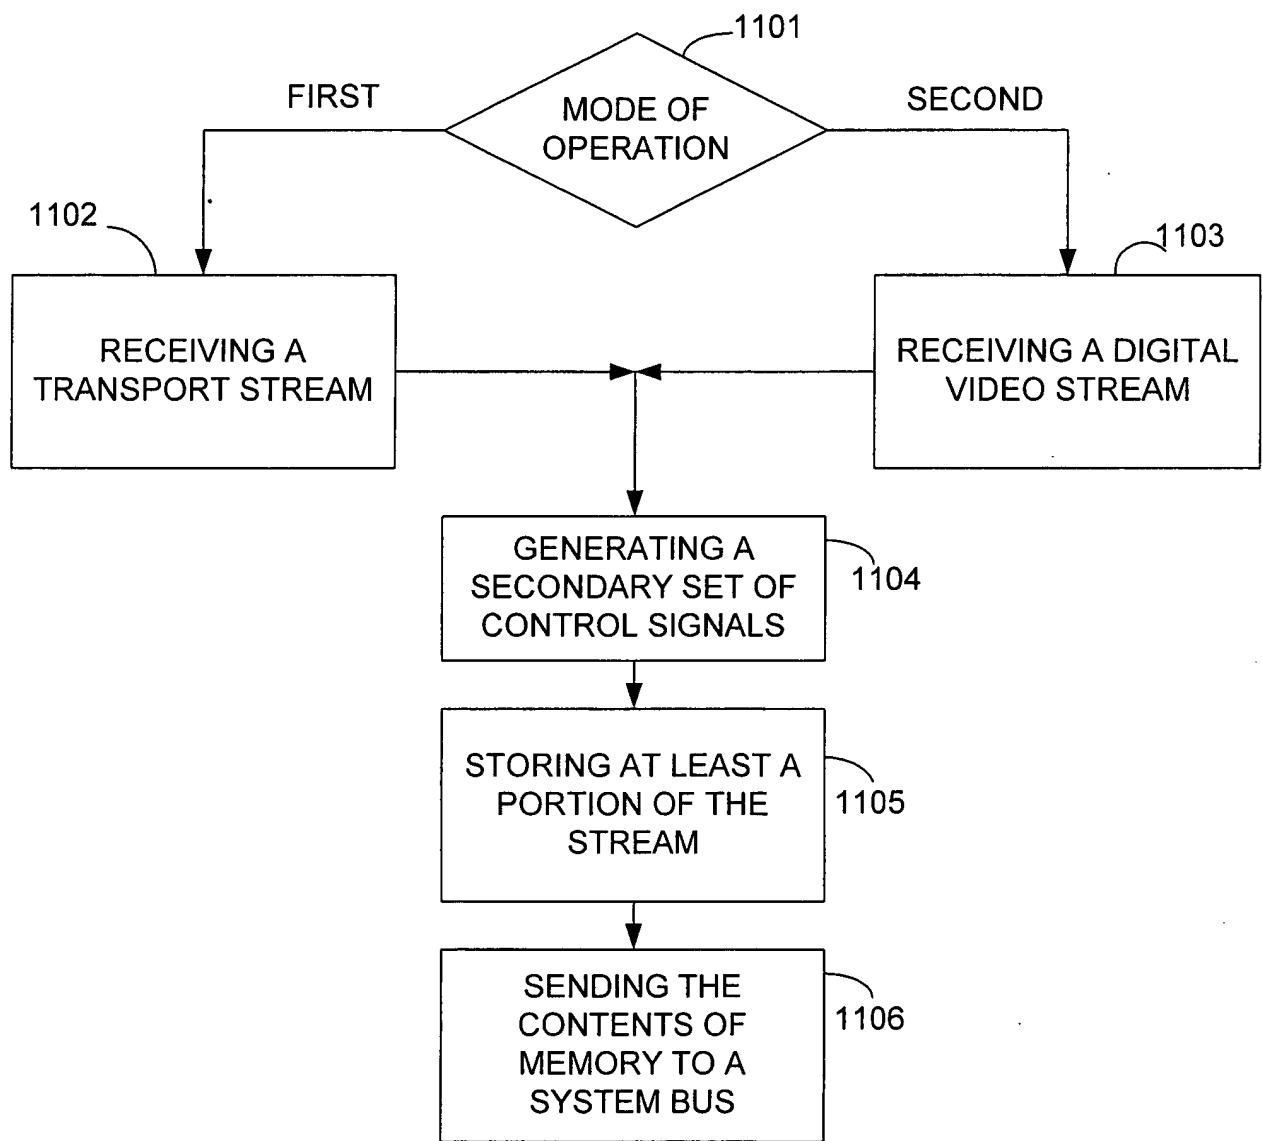 1101
FIRST
MODE OF
OPERATION
SECOND
1102
1103
RECEIVING A
TRANSPORT STREAM
RECEIVING A DIGITAL
VIDEO STREAM
GENERATING A
SECONDARY SET OF
CONTROL SIGNALS
1104
STORING AT LEAST A
PORTION OF THE
STREAM
1105
SENDING THE
CONTENTS OF
MEMORY TO A
SYSTEM BUS
1106